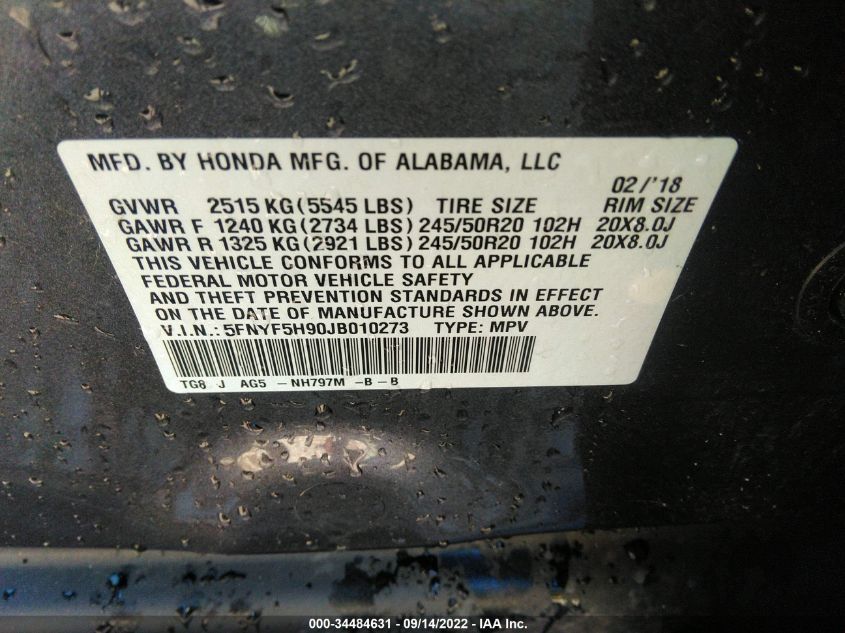 MFD. BY HONDA MFG. OF ALABAMA, LLC
02/'18
GVWR 2515 KG (5545 LBS) TIRE SIZE RIM SIZE
GAWR F 1240 KG (2734 LBS) 245/50R20 102H 20X8.0J
GAWR R 1325 KG (2921 LBS) 245/50R20 102H 20X8.0J
THIS VEHICLE CONFORMS TO ALL APPLICABLE
FEDERAL MOTOR VEHICLE SAFETY
AND THEFT PREVENTION STANDARDS IN EFFECT
ON THE DATE OF MANUFACTURE SHOWN ABOVE.
V.I.N.: 5FNYF5H90JB010273 TYPE: MPV
TG8 J AG5 - NH797M - B - B
000-34484631 - 09/14/2022 - IAA Inc.